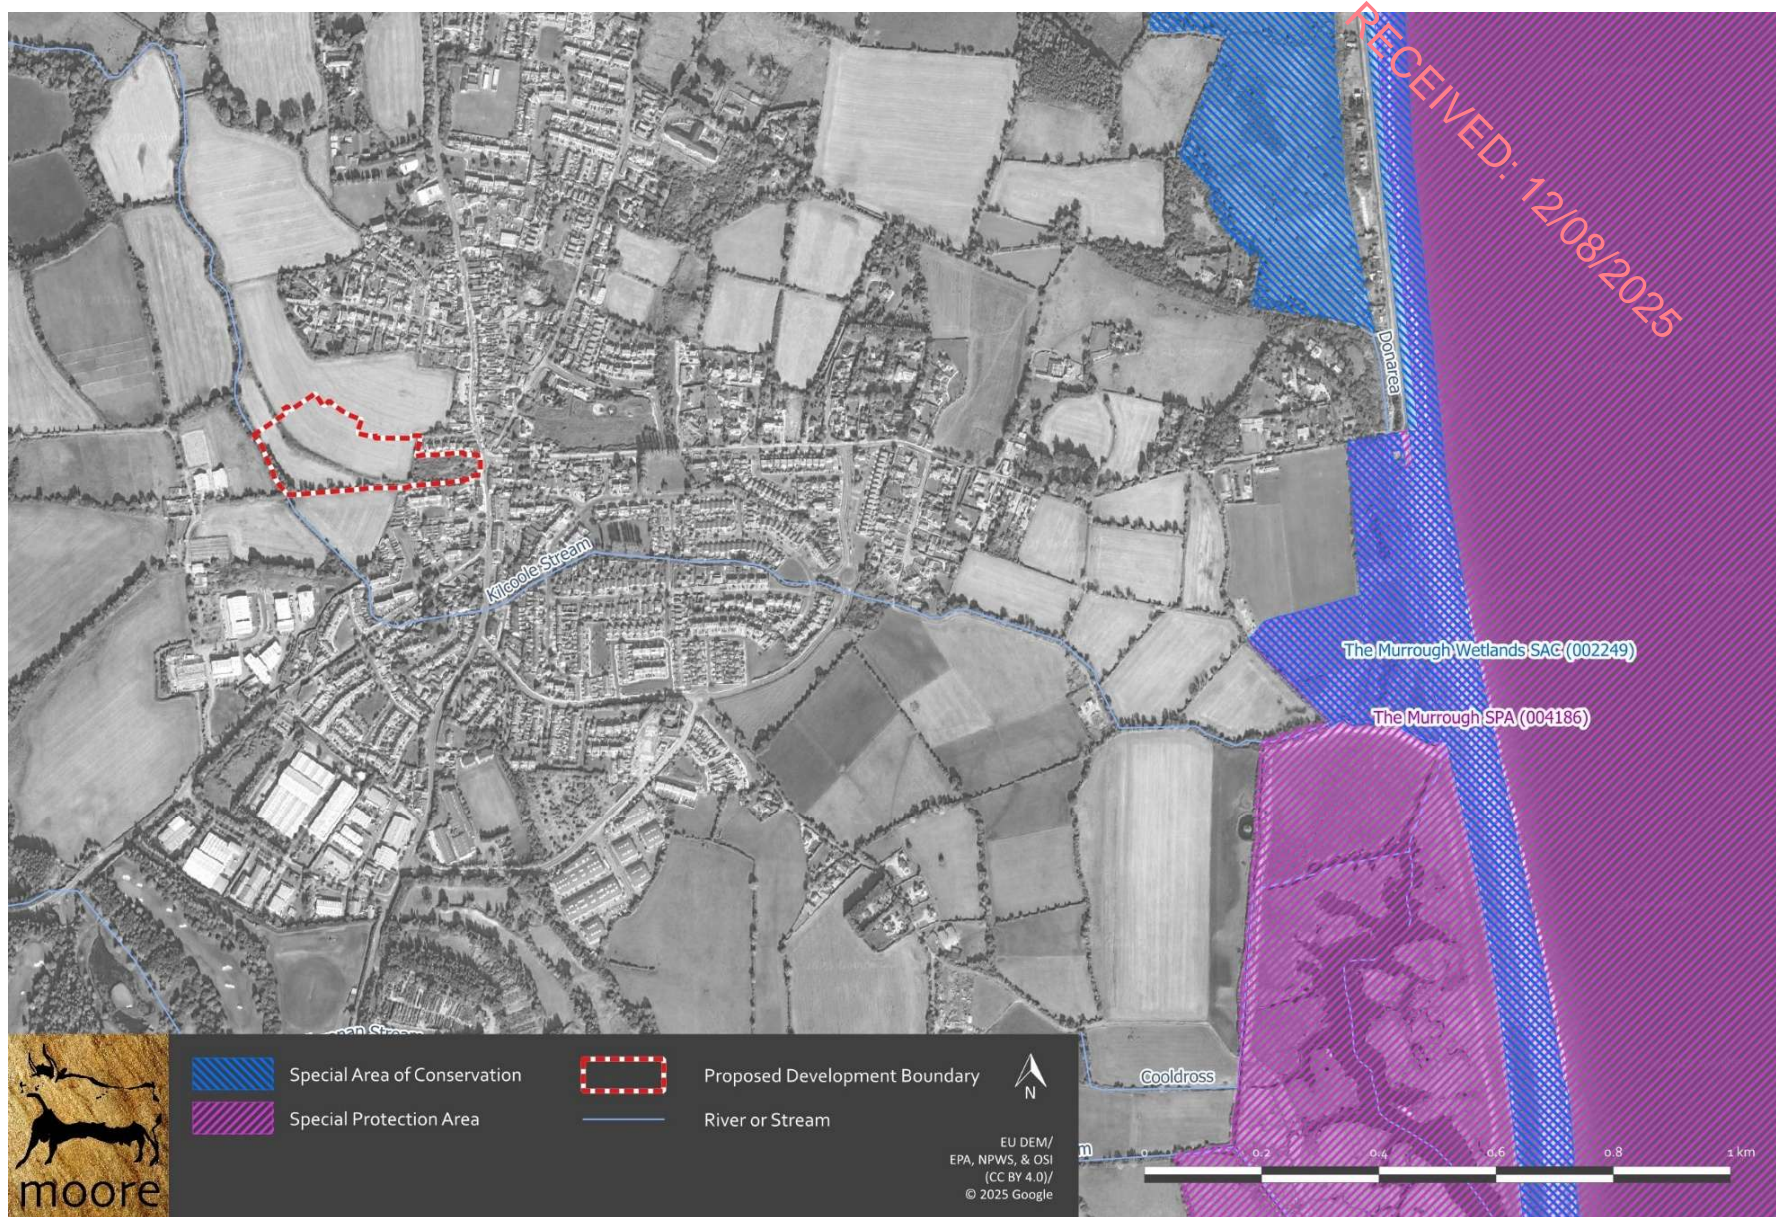 RECEIVED: 12/08/2025
Donarea
Kilcoole Stream
The Murrough Wetlands SAC (002249)
The Murrough SPA (004186)
Cooldross
Special Area of Conservation
Special Protection Area
Proposed Development Boundary
River or Stream
N
EU DEM/
EPA, NPWS, & OSI
(CC BY 4.0)/
© 2025 Google
0 0.2 0.4 0.6 0.8 1 km
moore